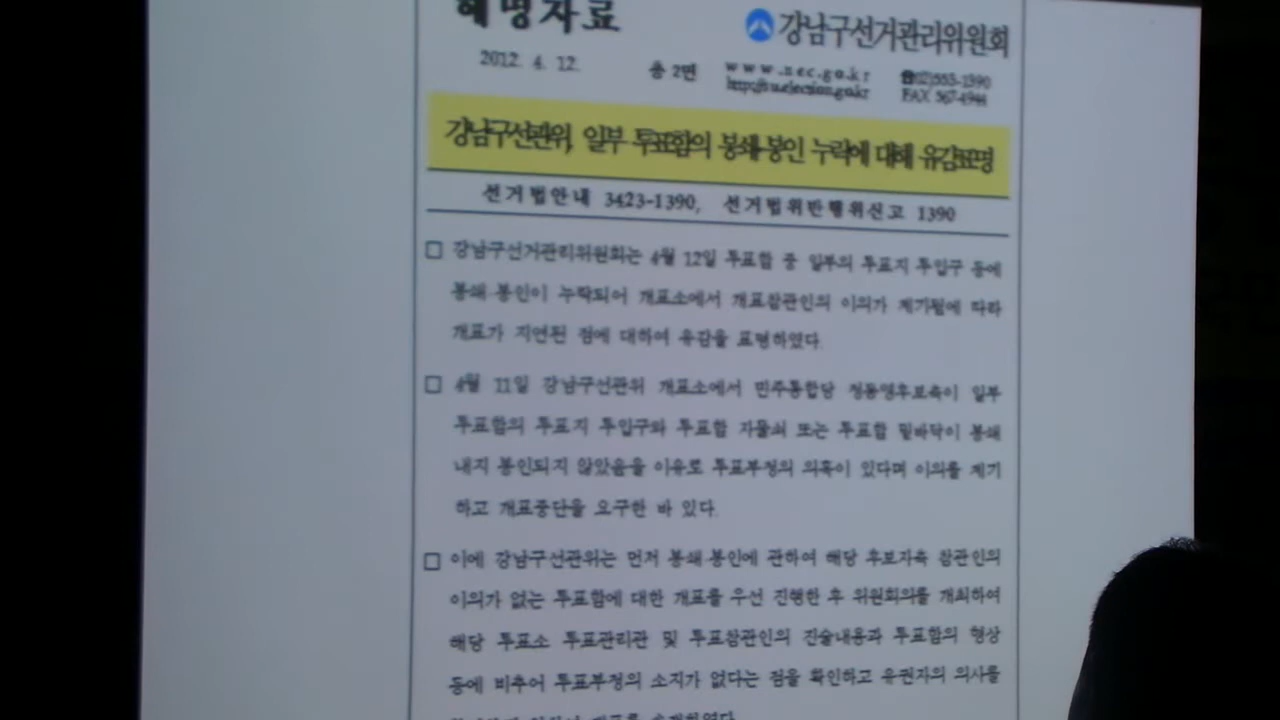 해명자료
강남구선거관리위원회
2012. 4. 12.
총 2면
www.nec.go.kr
☎(02)553-1390
FAX 567-4944
강남구선관위, 일부 투표함의 봉쇄·봉인 누락에 대해 유감표명
선거법안내 3423-1390, 선거법위반행위신고 1390
□ 강남구선거관리위원회는 4월 12일 투표함 중 일부의 투표지 투입구 등에
봉쇄·봉인이 누락되어 개표소에서 개표참관인의 이의가 제기됨에 따라
개표가 지연된 점에 대하여 유감을 표명하였다.
□ 4월 11일 강남구선관위 개표소에서 민주통합당 정동영후보측이 일부
투표함의 투표지 투입구와 투표함 자물쇠 또는 투표함 밑바닥이 봉쇄
내지 봉인되지 않았음을 이유로 투표부정의 의혹이 있다며 이의를 제기
하고 개표중단을 요구한 바 있다.
□ 이에 강남구선관위는 먼저 봉쇄·봉인에 관하여 해당 후보자측 참관인의
이의가 없는 투표함에 대한 개표를 우선 진행한 후 위원회의를 개최하여
해당 투표소 투표관리관 및 투표참관인의 진술내용과 투표함의 형상
등에 비추어 투표부정의 소지가 없다는 점을 확인하고 유권자의 의사를